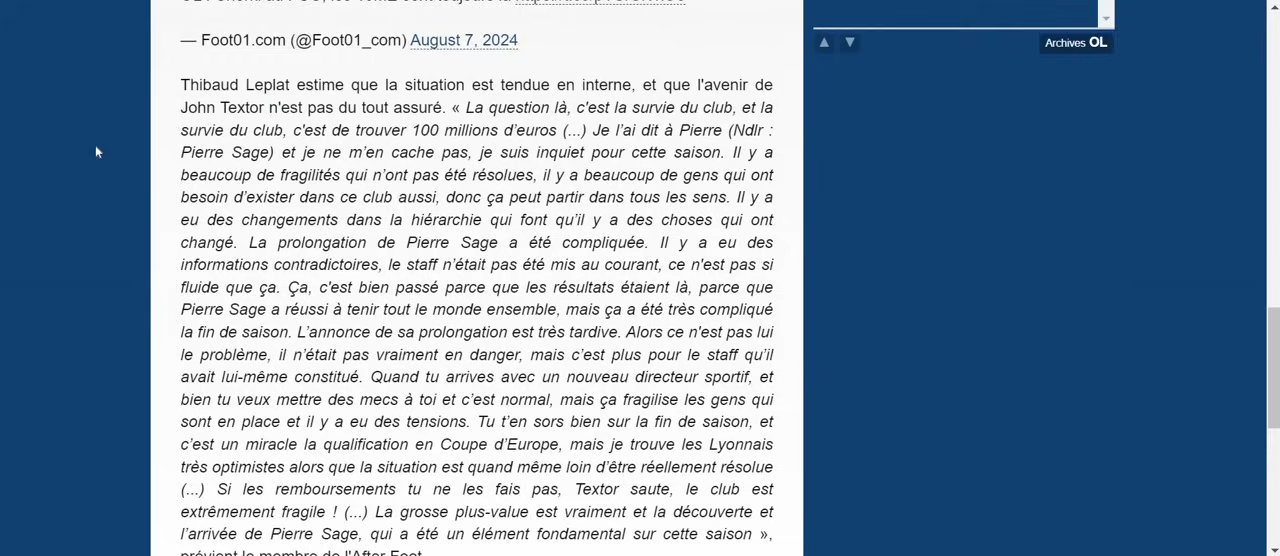 — Foot01.com (@Foot01_com) August 7, 2024
Archives OL
Thibaud Leplat estime que la situation est tendue en interne, et que l'avenir de
John Textor n'est pas du tout assuré. « La question là, c'est la survie du club, et la
survie du club, c'est de trouver 100 millions d’euros (...) Je l’ai dit à Pierre (Ndlr :
Pierre Sage) et je ne m’en cache pas, je suis inquiet pour cette saison. Il y a
beaucoup de fragilités qui n’ont pas été résolues, il y a beaucoup de gens qui ont
besoin d’exister dans ce club aussi, donc ça peut partir dans tous les sens. Il y a
eu des changements dans la hiérarchie qui font qu’il y a des choses qui ont
changé. La prolongation de Pierre Sage a été compliquée. Il y a eu des
informations contradictoires, le staff n’était pas été mis au courant, ce n'est pas si
fluide que ça. Ça, c'est bien passé parce que les résultats étaient là, parce que
Pierre Sage a réussi à tenir tout le monde ensemble, mais ça a été très compliqué
la fin de saison. L’annonce de sa prolongation est très tardive. Alors ce n'est pas lui
le problème, il n’était pas vraiment en danger, mais c’est plus pour le staff qu’il
avait lui-même constitué. Quand tu arrives avec un nouveau directeur sportif, et
bien tu veux mettre des mecs à toi et c’est normal, mais ça fragilise les gens qui
sont en place et il y a eu des tensions. Tu t’en sors bien sur la fin de saison, et
c’est un miracle la qualification en Coupe d’Europe, mais je trouve les Lyonnais
très optimistes alors que la situation est quand même loin d’être réellement résolue
(...) Si les remboursements tu ne les fais pas, Textor saute, le club est
extrêmement fragile ! (...) La grosse plus-value est vraiment et la découverte et
l’arrivée de Pierre Sage, qui a été un élément fondamental sur cette saison »,
prévient le membre de l'After Foot.